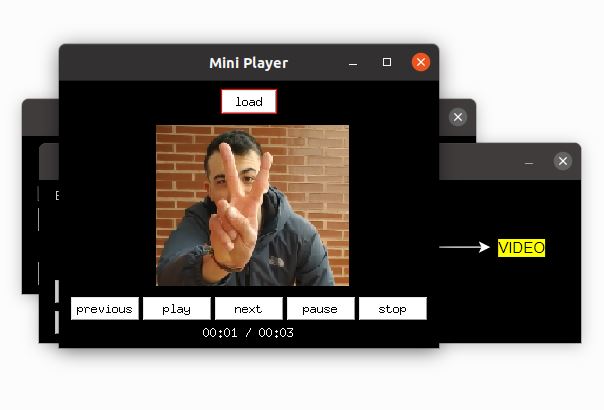 Mini Player
load
VIDEO
previous play next pause stop
00:01 / 00:03